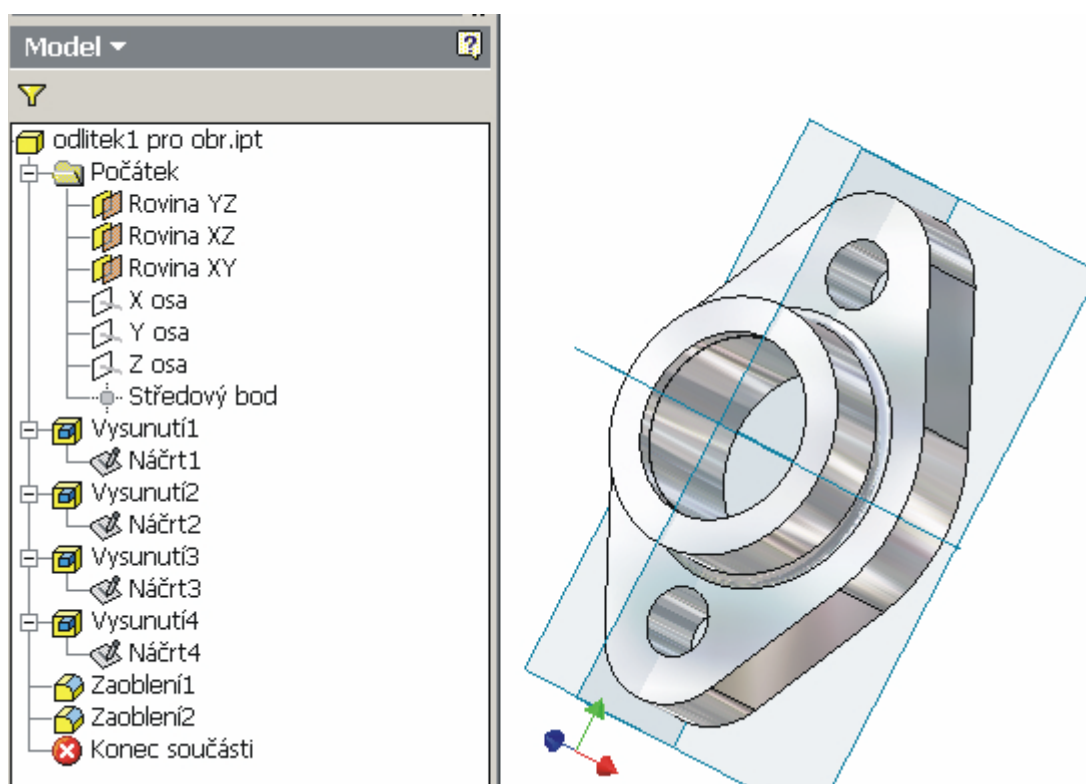 Model
?
odlitek1 pro obr.ipt
Počátek
Rovina YZ
Rovina XZ
Rovina XY
X osa
Y osa
Z osa
Středový bod
Vysunutí1
Náčrt1
Vysunutí2
Náčrt2
Vysunutí3
Náčrt3
Vysunutí4
Náčrt4
Zaoblení1
Zaoblení2
Konec součásti